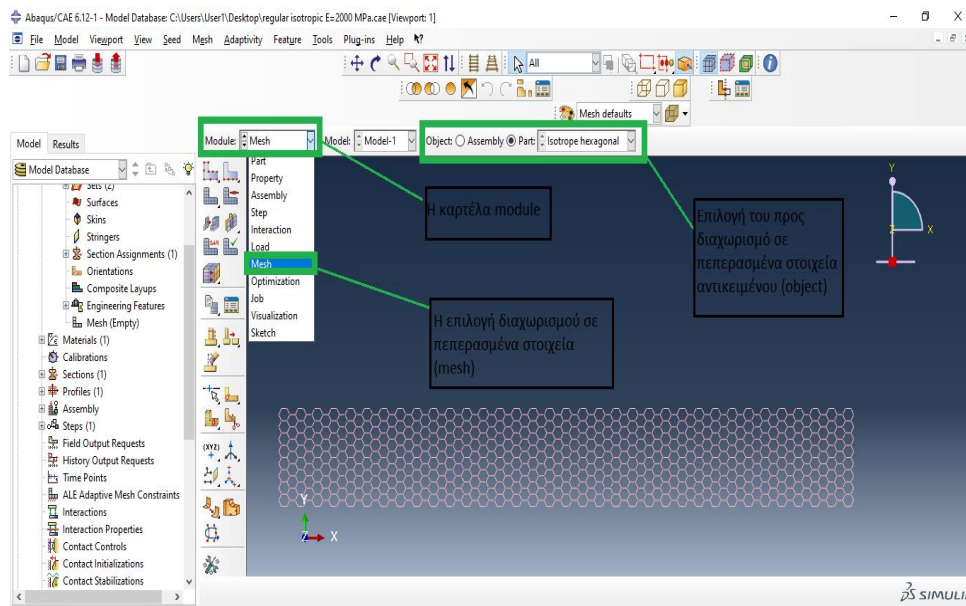 Abaqus/CAE 6.12-1 - Model Database: C:\Users\User1\Desktop\regular isotropic E=2000 MPa.cae [Viewport: 1]
File Model Viewport View Seed Mesh Adaptivity Feature Tools Plug-ins Help
All
Mesh defaults
Model Results
Module: Mesh Model: Model-1 Object: Assembly Part: Isotrope hexagonal
Model Database
Sets (2)
Surfaces
Skins
Stringers
Section Assignments (1)
Orientations
Composite Layups
Engineering Features
Mesh (Empty)
Materials (1)
Calibrations
Sections (1)
Profiles (1)
Assembly
Steps (1)
Field Output Requests
History Output Requests
Time Points
ALE Adaptive Mesh Constraints
Interactions
Interaction Properties
Contact Controls
Contact Initializations
Contact Stabilizations
(XYZ)
Part
Property
Assembly
Step
Interaction
Load
Mesh
Optimization
Job
Visualization
Sketch
Η καρτέλα module
Η επιλογή διαχωρισμού σε
πεπερασμένα στοιχεία
(mesh)
Επιλογή του προς
διαχωρισμό σε
πεπερασμένα στοιχεία
αντικειμένου (object)
Y
Z
X
Y
Z
X
SIMULI